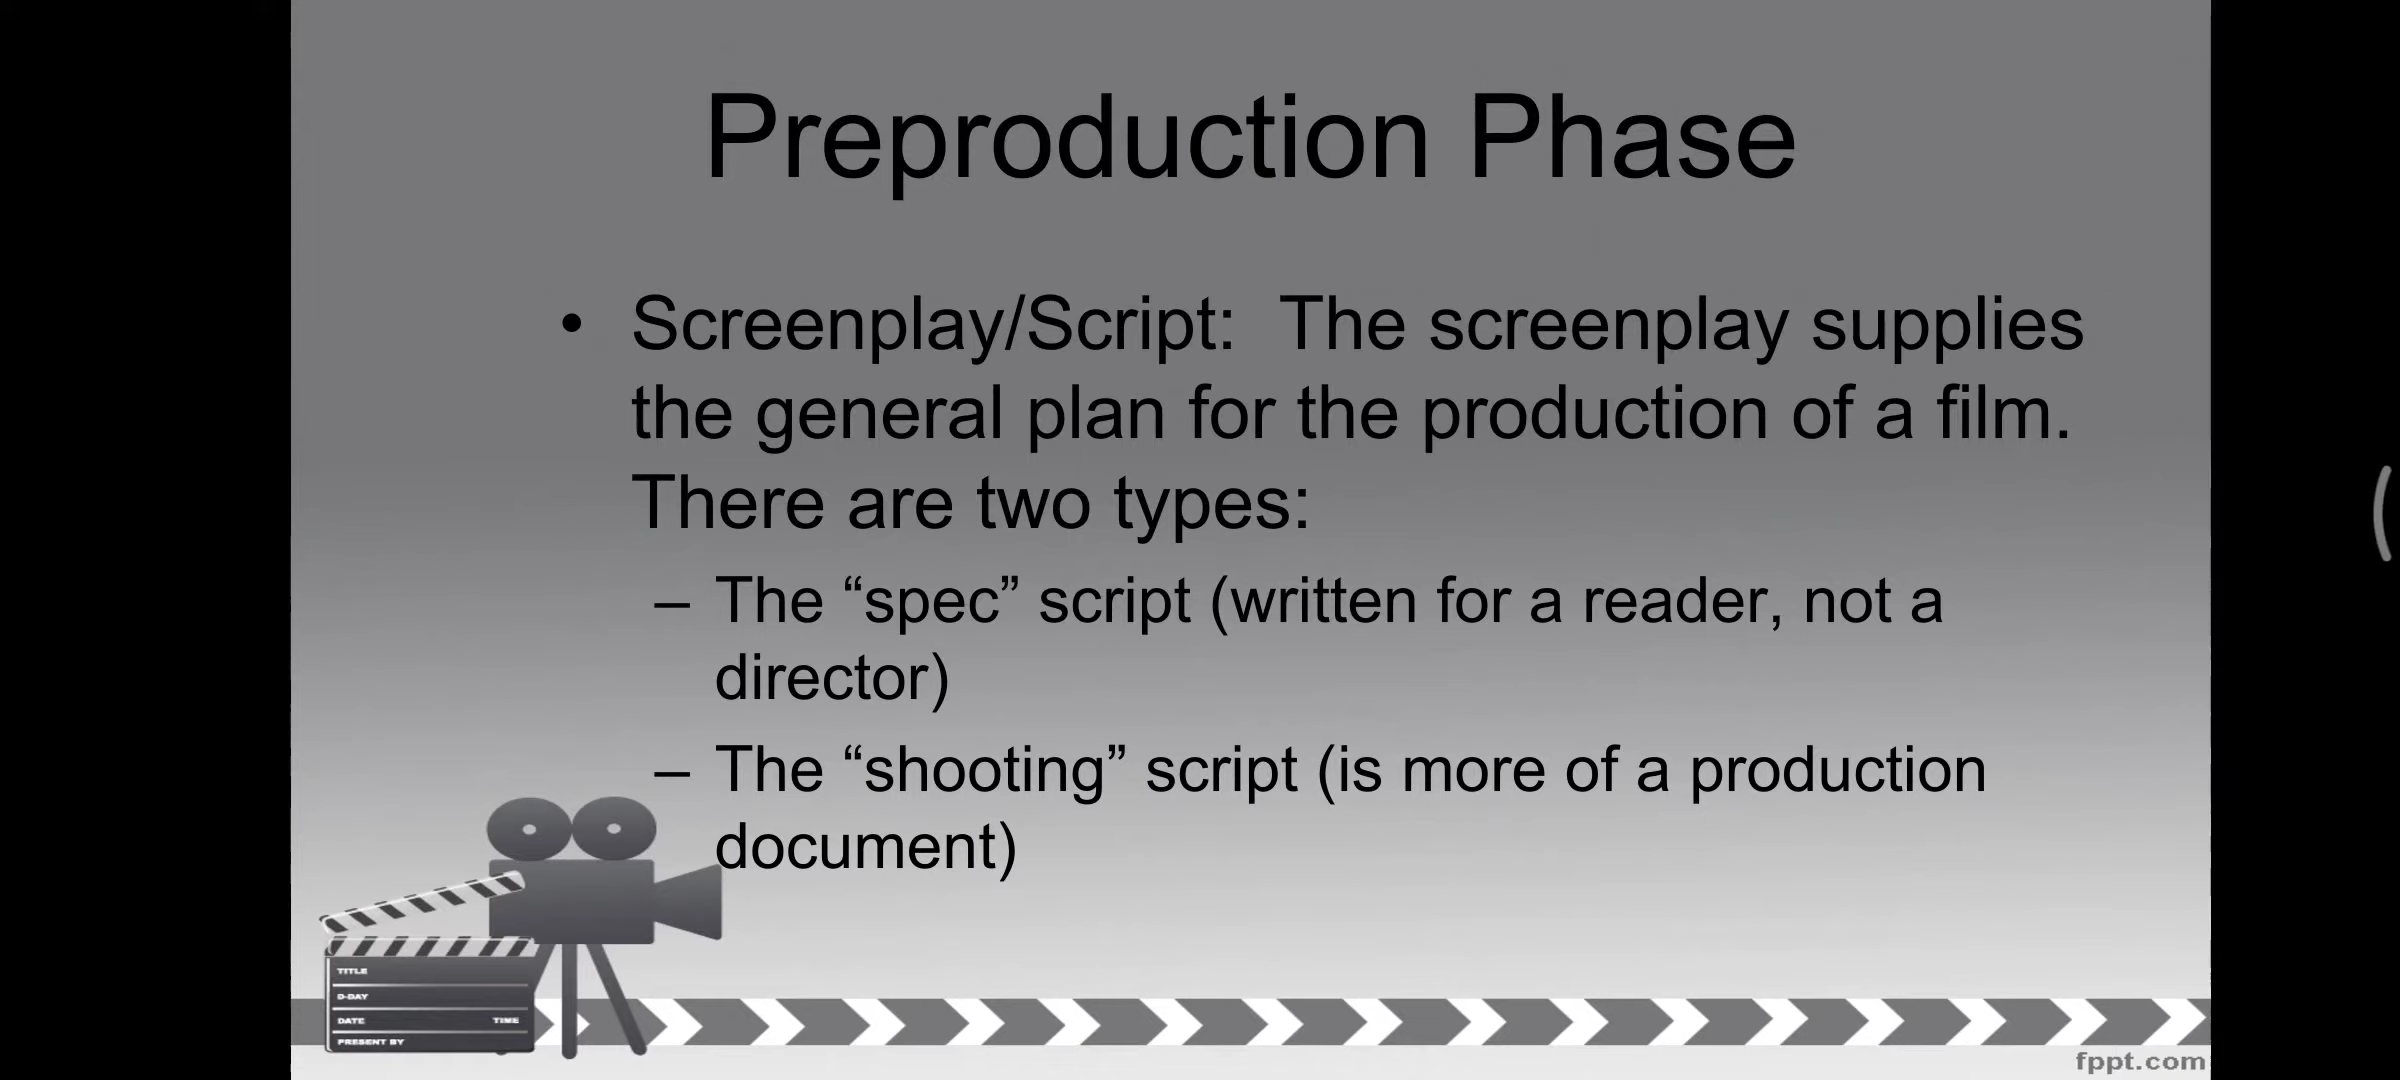 Preproduction Phase
• Screenplay/Script:  The screenplay supplies
the general plan for the production of a film.
There are two types:
– The “spec” script (written for a reader, not a
director)
– The “shooting” script (is more of a production
document)
TITLE
D-DAY
DATE TIME
PRESENT BY
fppt.com